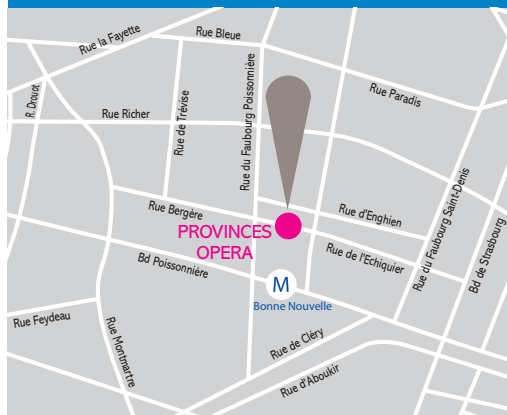 Rue la Fayette
Rue Bleue
Rue Paradis
R. Drouot
Rue Richer
Rue de Trévise
Rue du Faubourg Poissonnière
Rue Bergère
Rue d'Enghien
PROVINCES
OPERA
Rue de l'Echiquier
Rue du Faubourg Saint-Denis
Bd de Strasbourg
Bd Poissonnière
M
Bonne Nouvelle
Rue Feydeau
Rue Montmartre
Rue de Cléry
Rue d'Aboukir